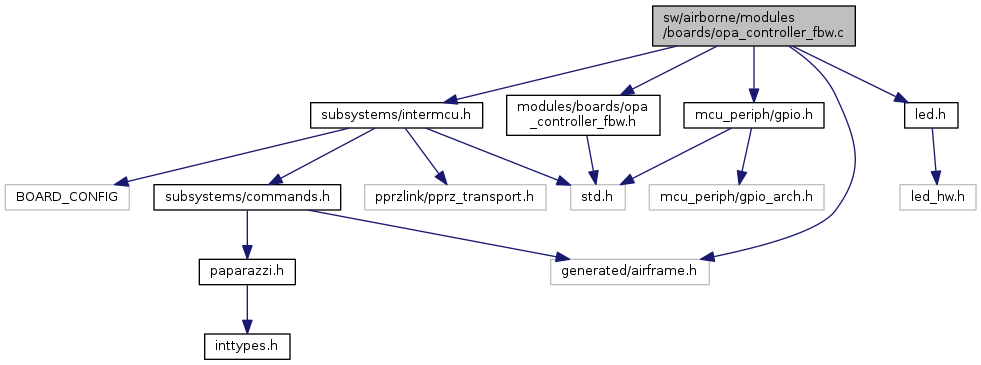 sw/airborne/modules
/boards/opa_controller_fbw.c
subsystems/intermcu.h
modules/boards/opa
_controller_fbw.h
mcu_periph/gpio.h
led.h
BOARD_CONFIG
subsystems/commands.h
pprzlink/pprz_transport.h
std.h
mcu_periph/gpio_arch.h
led_hw.h
paparazzi.h
generated/airframe.h
inttypes.h